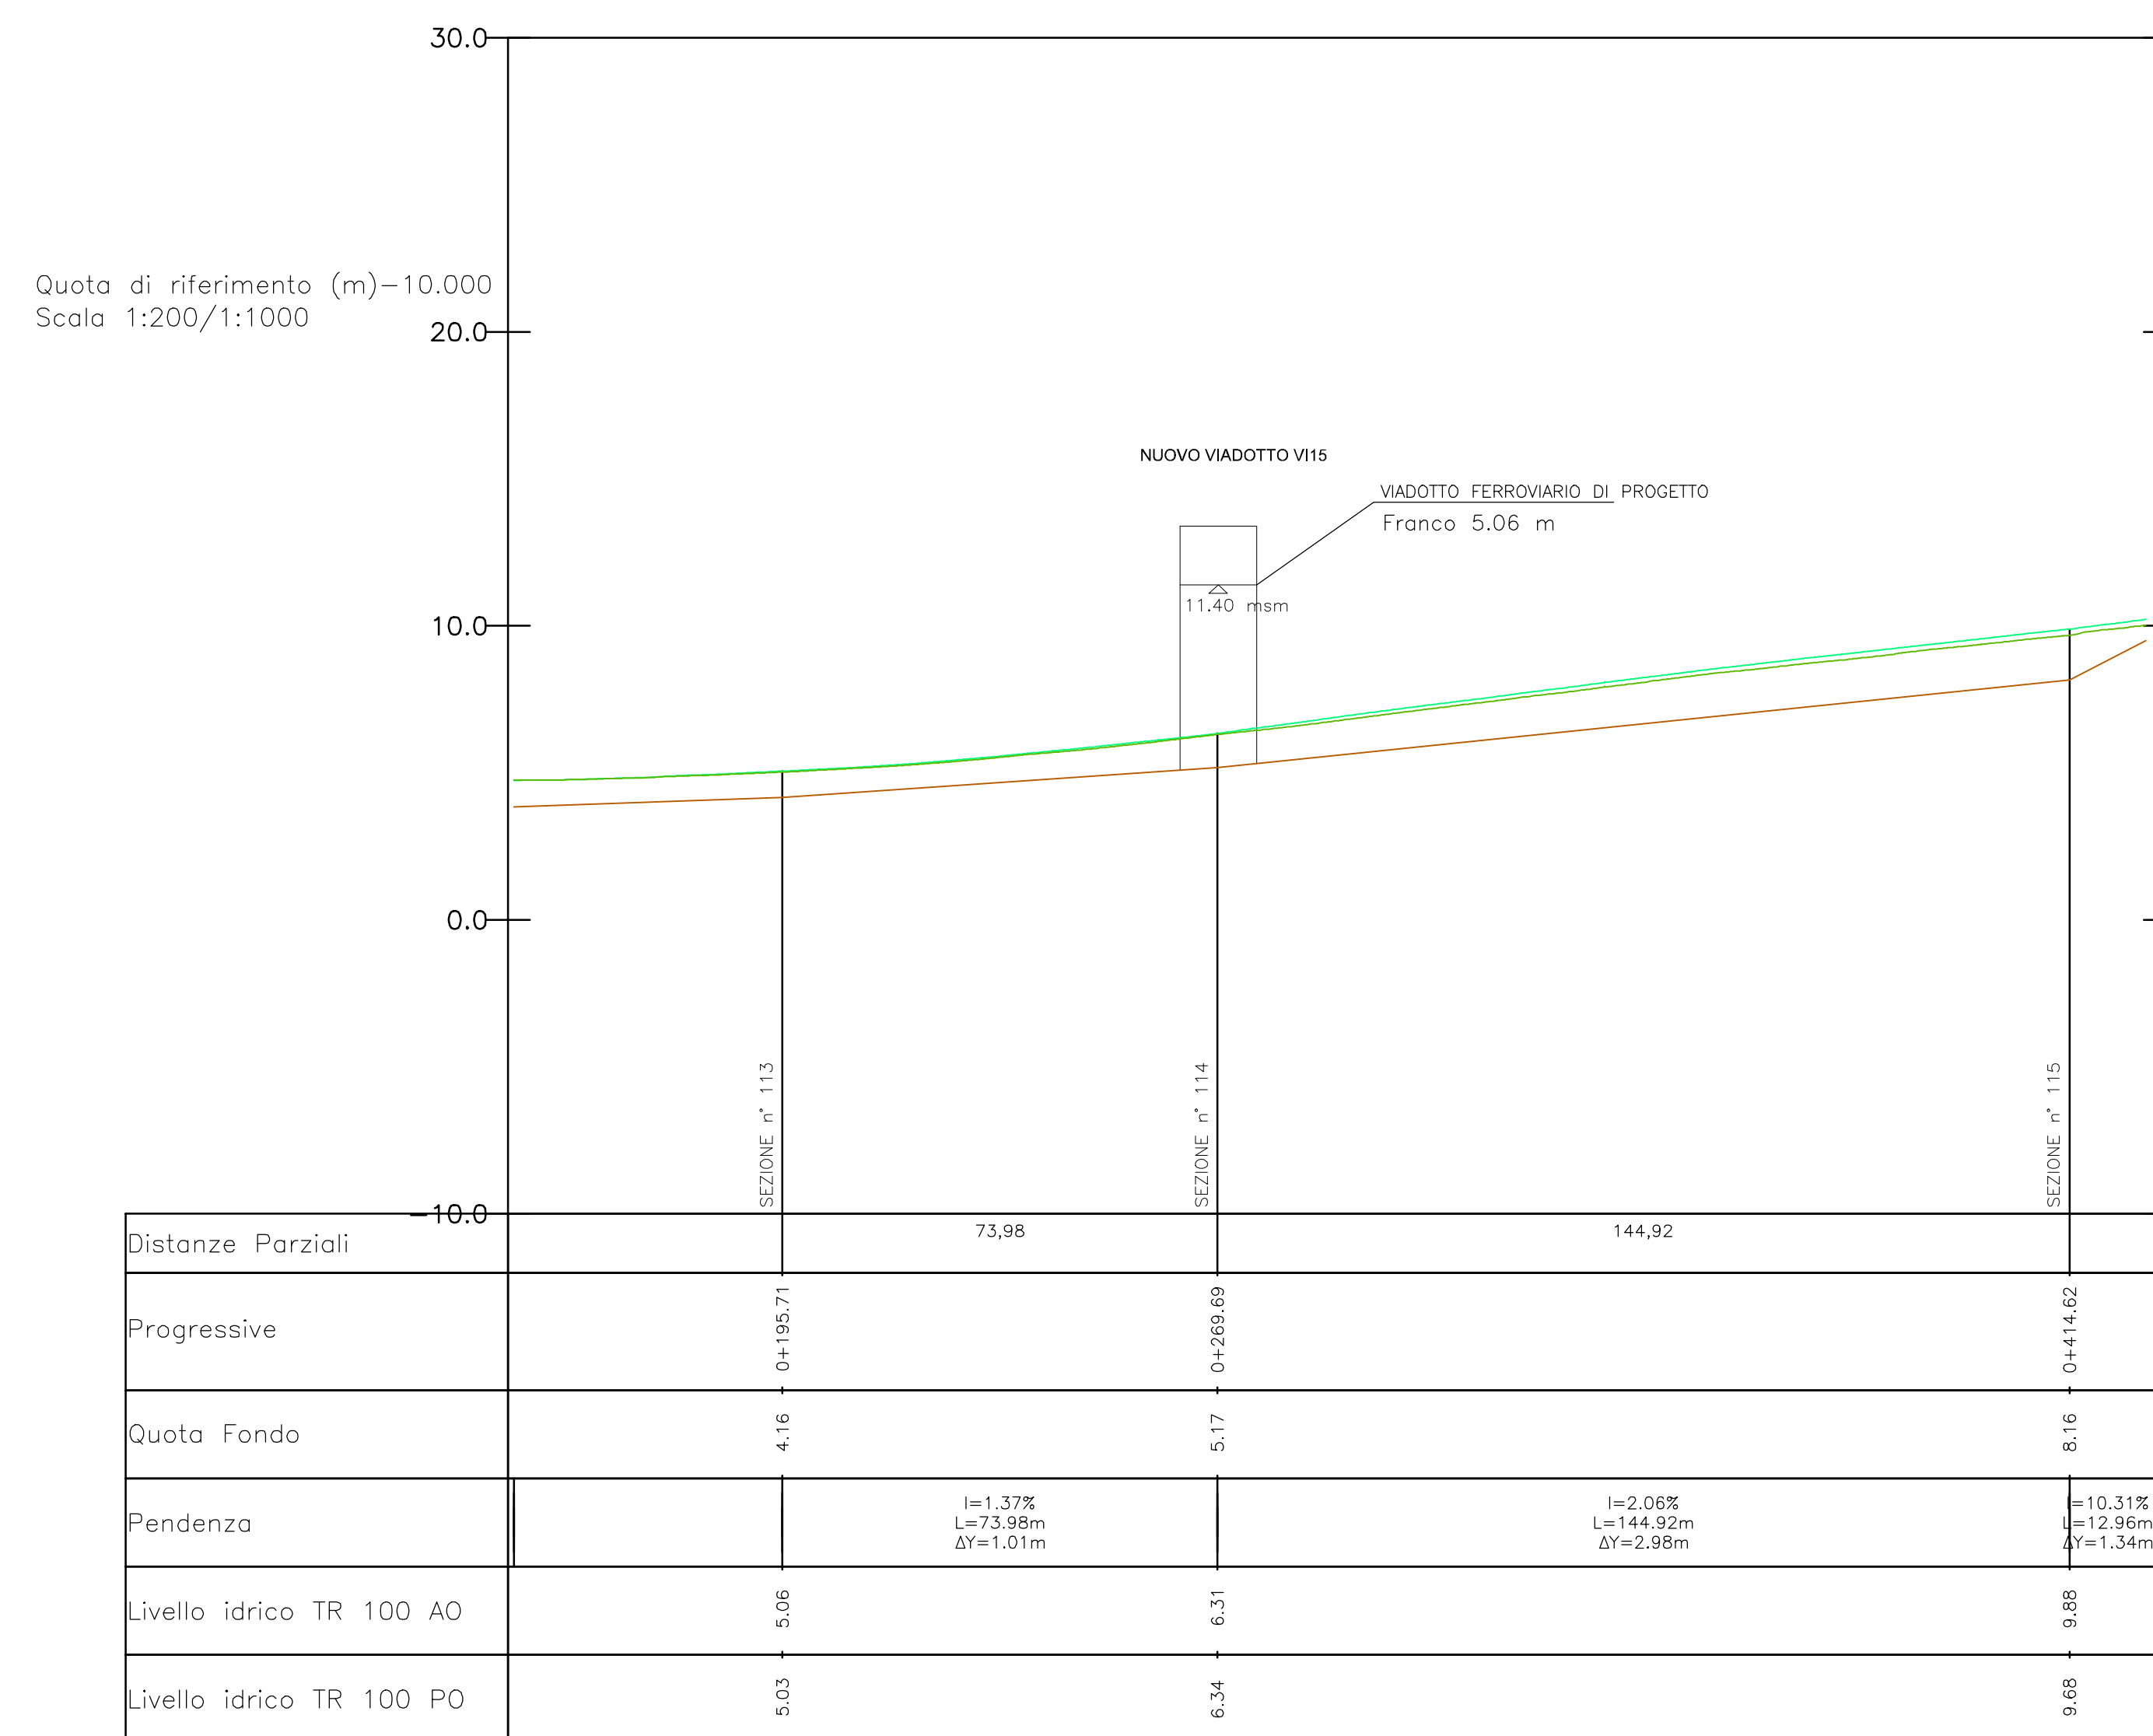 30.0
Quota di riferimento (m)-10.000
Scala 1:200/1:1000
20.0
NUOVO VIADOTTO VI15
VIADOTTO FERROVIARIO DI PROGETTO
Franco 5.06 m
11.40 msm
10.0
0.0
SEZIONE n° 113
SEZIONE n° 114
SEZIONE n° 115
-10.0
Distanze Parziali 73,98 144,92
Progressive 0+195.71 0+269.69 0+414.62
Quota Fondo 4.16 5.17 8.16
Pendenza
I=1.37%
L=73.98m
ΔY=1.01m
I=2.06%
L=144.92m
ΔY=2.98m
I=10.31%
L=12.96m
ΔY=1.34m
Livello idrico TR 100 AO 5.06 6.31 9.88
Livello idrico TR 100 PO 5.03 6.34 9.68